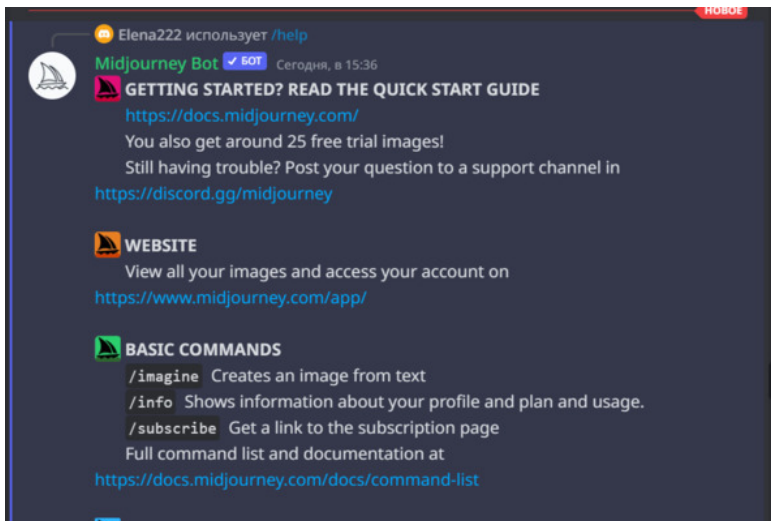 НОВОЕ
Elena222 использует /help
Midjourney Bot ✓ БОТ Сегодня, в 15:36
GETTING STARTED? READ THE QUICK START GUIDE
https://docs.midjourney.com/
You also get around 25 free trial images!
Still having trouble? Post your question to a support channel in
https://discord.gg/midjourney
WEBSITE
View all your images and access your account on
https://www.midjourney.com/app/
BASIC COMMANDS
/imagine Creates an image from text
/info Shows information about your profile and plan and usage.
/subscribe Get a link to the subscription page
Full command list and documentation at
https://docs.midjourney.com/docs/command-list